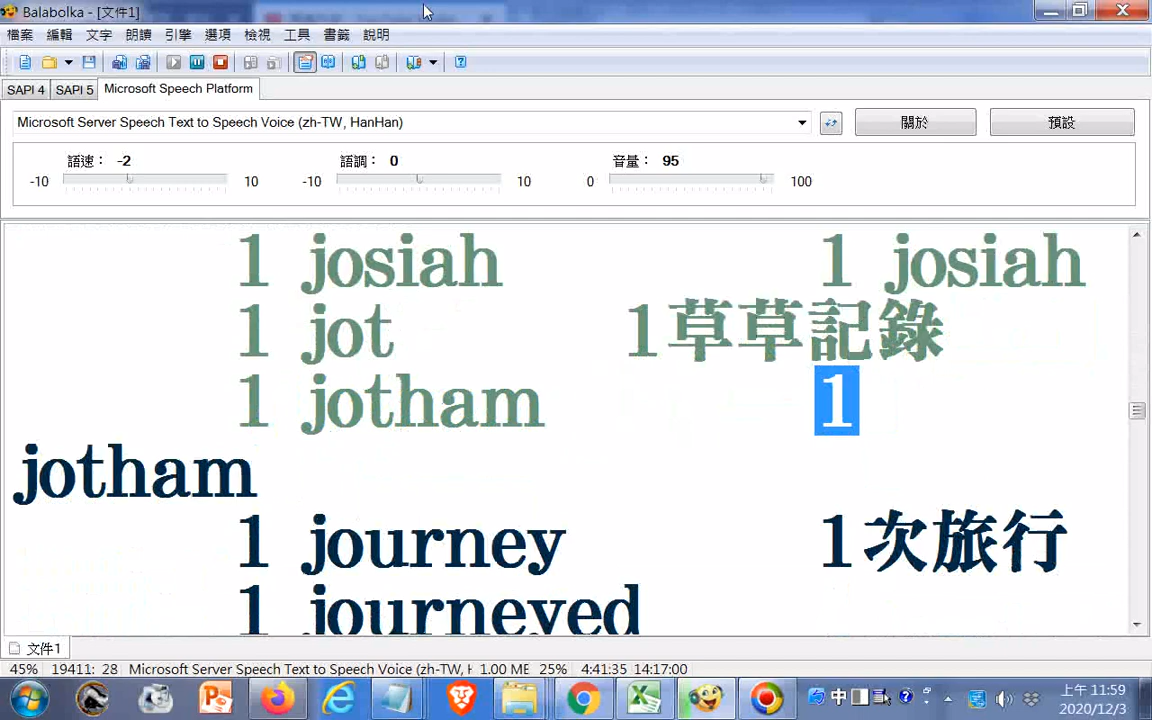 Balabolka - [文件1]
檔案 編輯 文字 朗讀 引擎 選項 檢視 工具 書籤 說明
SAPI 4 SAPI 5 Microsoft Speech Platform
Microsoft Server Speech Text to Speech Voice (zh-TW, HanHan) 關於 預設
語速： -2 語調： 0 音量： 95
-10 10 -10 10 0 100
1 josiah 1 josiah
1 jot 1草草記錄
1 jotham 1
jotham
1 journey 1次旅行
1 journeyed
文件1
45% 19411: 28 Microsoft Server Speech Text to Speech Voice (zh-TW, 1.00 ME 25% 4:41:35 14:17:00
中 上午 11:59
2020/12/3